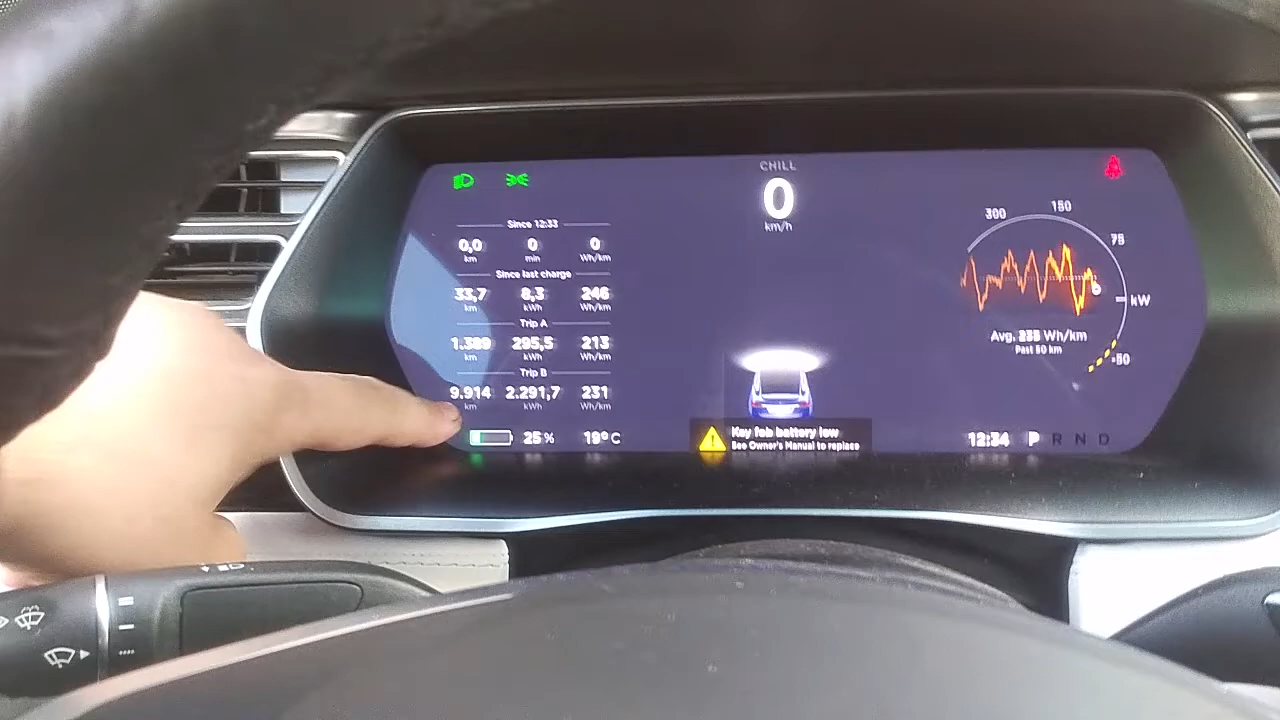 CHILL
0
km/h
Since 12:33
0,0 0 0
km min Wh/km
Since last charge
33,7 8,3 246
km kWh Wh/km
Trip A
1.389 295,5 213
km kWh Wh/km
Trip B
9.914 2.291,7 231
km kWh Wh/km
25 % 19°C
300 150
75
kW
-50
Avg. Wh/km
Past 50 km
Key fob battery low
See Owner's Manual to replace
12:34 P R N D